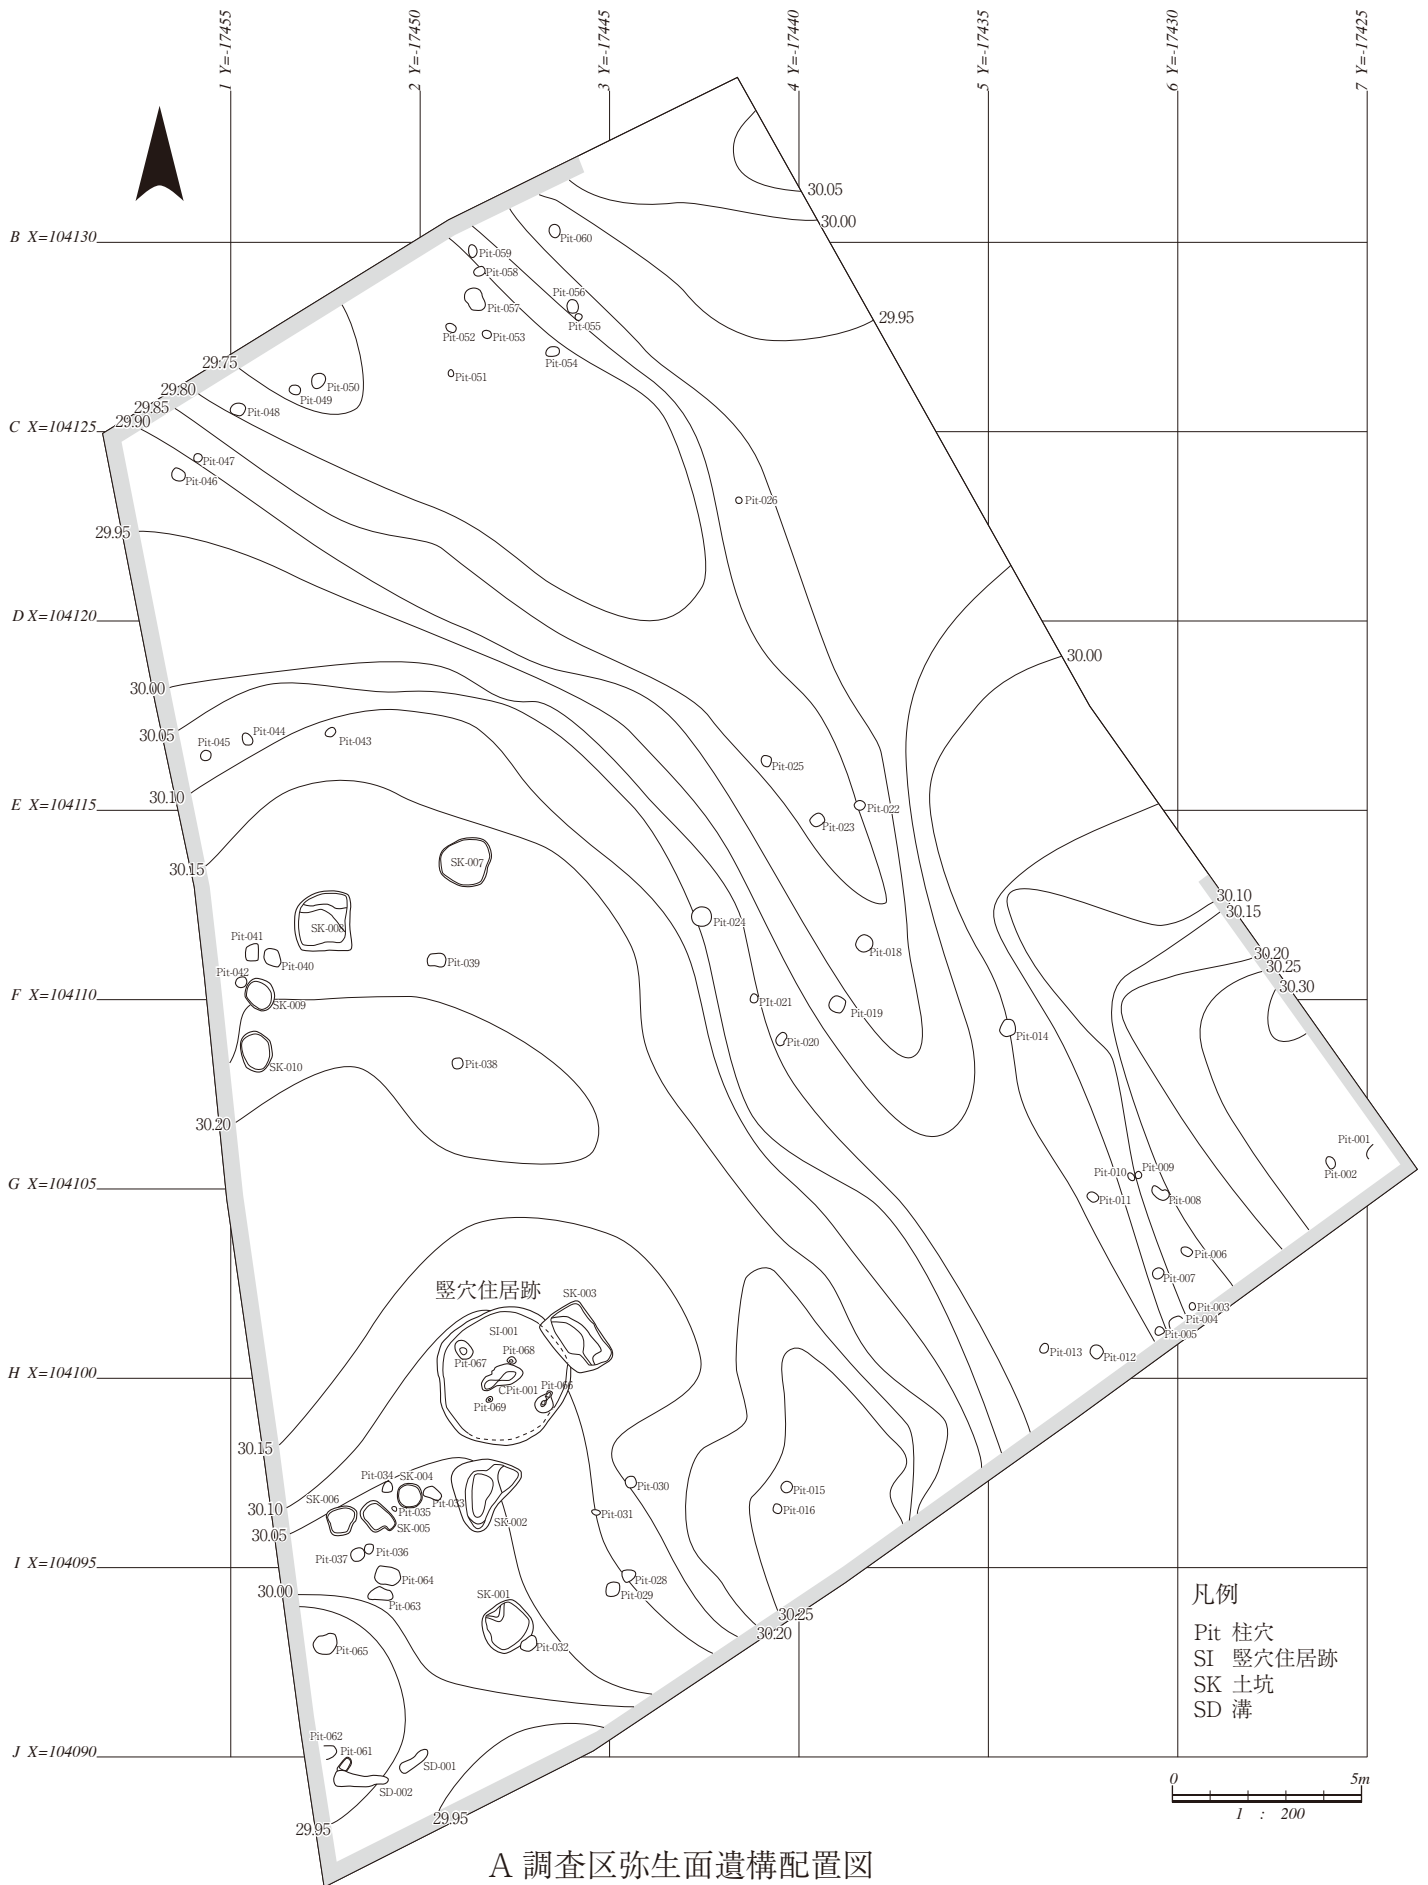 1 Y=-17455
2 Y=-17450
3 Y=-17445
4 Y=-17440
5 Y=-17435
6 Y=-17430
7 Y=-17425
30.05
30.00
B X=104130
Pit-060
Pit-059
Pit-058
Pit-056
Pit-057
29.95
Pit-055
Pit-052
Pit-053
Pit-054
29.75
Pit-051
Pit-050
29.80
Pit-049
29.85
Pit-048
29.90
C X=104125
Pit-047
Pit-046
Pit-026
29.95
D X=104120
30.00
30.00
30.05
Pit-044
Pit-045
Pit-043
Pit-025
30.10
E X=104115
Pit-022
Pit-023
SK-007
30.15
30.10
30.15
SK-008
Pit-024
Pit-041
Pit-018
30.20
Pit-040
Pit-039
30.25
Pit-042
30.30
F X=104110
SK-009
PIt-021
Pit-019
Pit-014
Pit-020
SK-010
Pit-038
30.20
Pit-001
Pit-009
Pit-010
Pit-002
G X=104105
Pit-011
Pit-008
Pit-006
Pit-007
竪穴住居跡
SK-003
Pit-003
Pit-004
SI-001
Pit-005
Pit-068
Pit-013
Pit-012
Pit-067
H X=104100
CPit-001
Pit-066
Pit-069
30.15
Pit-034
SK-004
Pit-030
Pit-015
SK-006
Pit-033
30.10
Pit-035
Pit-016
Pit-031
SK-002
SK-005
30.05
Pit-036
Pit-037
I X=104095
Pit-064
Pit-028
30.00
Pit-029
SK-001
Pit-063
凡例
30.25
30.20
Pit 柱穴
Pit-032
Pit-065
SI 竪穴住居跡
SK 土坑
SD 溝
Pit-062
Pit-061
J X=104090
SD-001
SD-002
0 5m
1 : 200
29.95
29.95
A 調査区弥生面遺構配置図